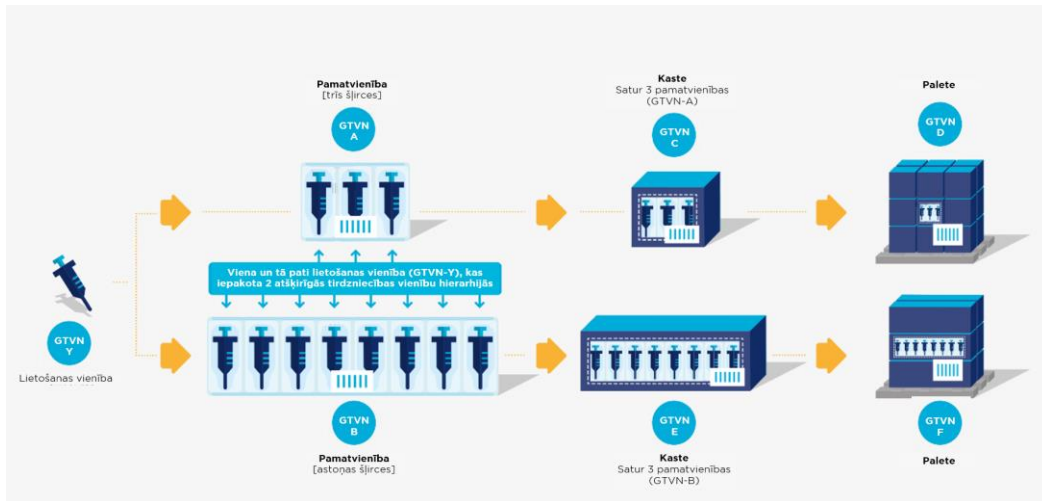 Pamatvienība
[trīs šļirces]
GTVN
A
Kaste
Satur 3 pamatvienības
(GTVN-A)
GTVN
C
Palete
GTVN
D
Viena un tā pati lietošanas vienība (GTVN-Y), kas
iepakota 2 atšķirīgās tirdzniecības vienību hierarhijās
GTVN
Y
Lietošanas vienība
GTVN
B
Pamatvienība
[astoņas šļirces]
GTVN
E
Kaste
Satur 3 pamatvienības
(GTVN-B)
GTVN
F
Palete